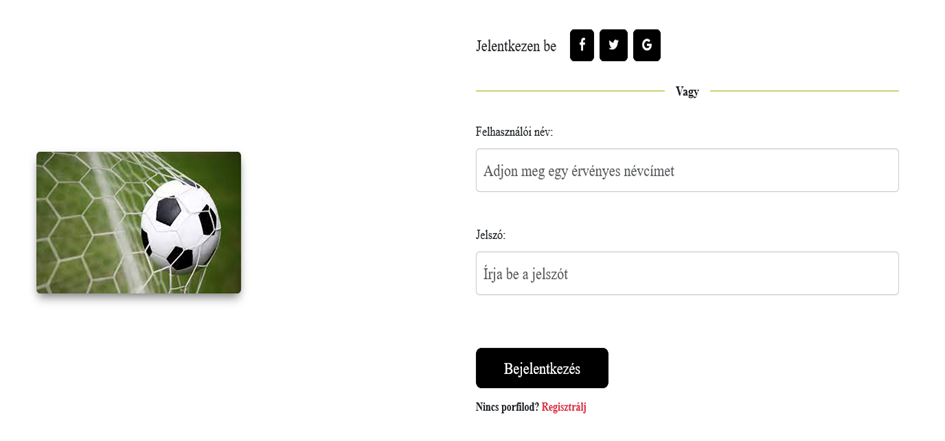 Jelentkezen be
Vagy
Felhasználói név:
Adjon meg egy érvényes névcímet
Jelszó:
Írja be a jelszót
Bejelentkezés
Nincs porfilod? Regisztrálj